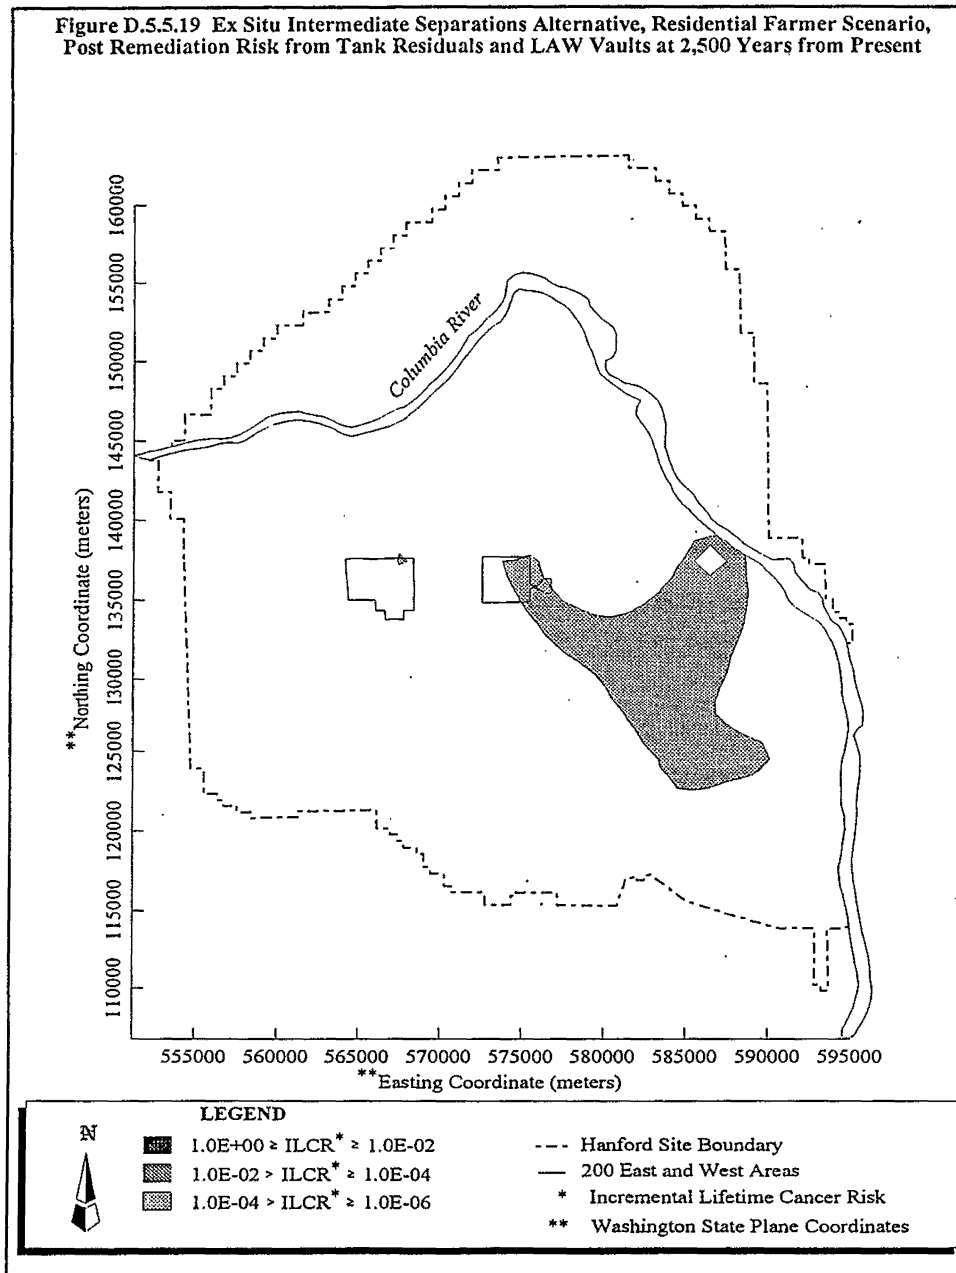 Figure D.5.5.19 Ex Situ Intermediate Separations Alternative, Residential Farmer Scenario,
Post Remediation Risk from Tank Residuals and LAW Vaults at 2,500 Years from Present
160000
155000
150000
145000
140000
135000
130000
125000
120000
115000
110000
**Northing Coordinate (meters)
Columbia River
555000 560000 565000 570000 575000 580000 585000 590000 595000
**Easting Coordinate (meters)
LEGEND
N
1.0E+00 ≥ ILCR* ≥ 1.0E-02
1.0E-02 > ILCR* ≥ 1.0E-04
1.0E-04 > ILCR* ≥ 1.0E-06
Hanford Site Boundary
200 East and West Areas
* Incremental Lifetime Cancer Risk
** Washington State Plane Coordinates